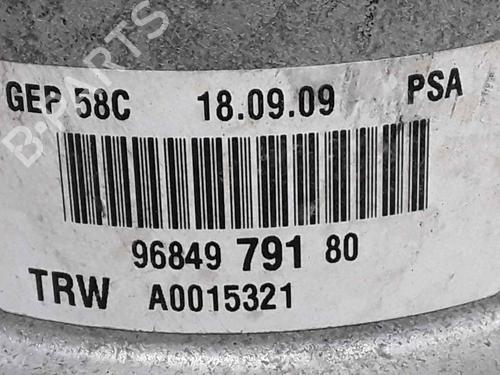 GEP 58C 18.09.09 PSA
96849 791 80
TRW A0015321
B-PARTS